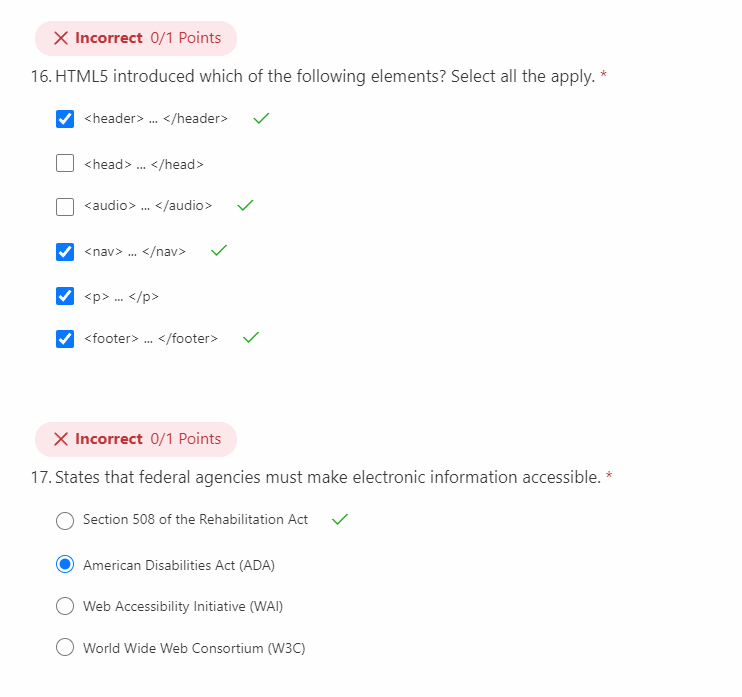 Incorrect 0/1 Points
16. HTML5 introduced which of the following elements? Select all the apply. *
<header> ... </header>
<head> ... </head>
<audio> ... </audio>
<nav> ... </nav>
<p> ... </p>
<footer> ... </footer>
Incorrect 0/1 Points
17. States that federal agencies must make electronic information accessible. *
Section 508 of the Rehabilitation Act
American Disabilities Act (ADA)
Web Accessibility Initiative (WAI)
World Wide Web Consortium (W3C)